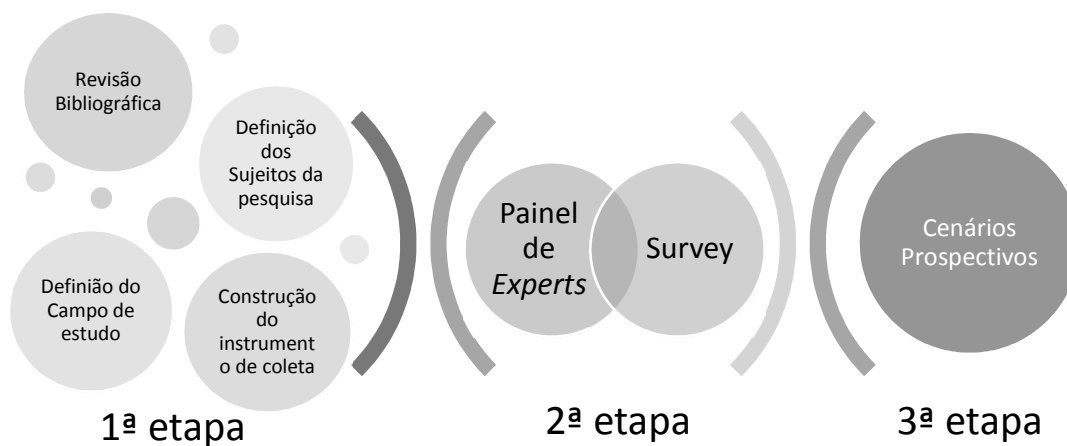 Revisão
Bibliográfica
Definição
dos
Sujeitos da
pesquisa
Definião do
Campo de
estudo
Construção
do
instrument
o de coleta
1ª etapa
Painel
de
Experts
Survey
2ª etapa
Cenários
Prospectivos
3ª etapa